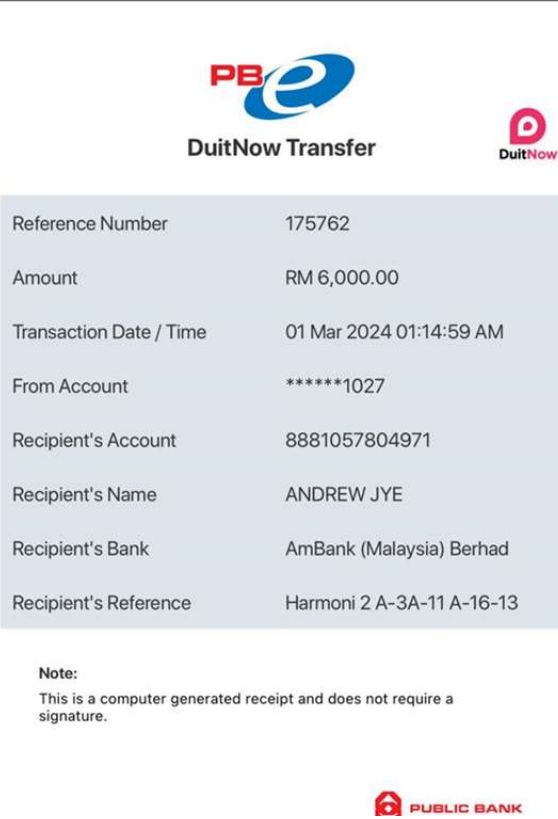 PBe
DuitNow Transfer
DuitNow
Reference Number 175762
Amount RM 6,000.00
Transaction Date / Time 01 Mar 2024 01:14:59 AM
From Account ******1027
Recipient's Account 8881057804971
Recipient's Name ANDREW JYE
Recipient's Bank AmBank (Malaysia) Berhad
Recipient's Reference Harmoni 2 A-3A-11 A-16-13
Note:
This is a computer generated receipt and does not require a
signature.
PUBLIC BANK